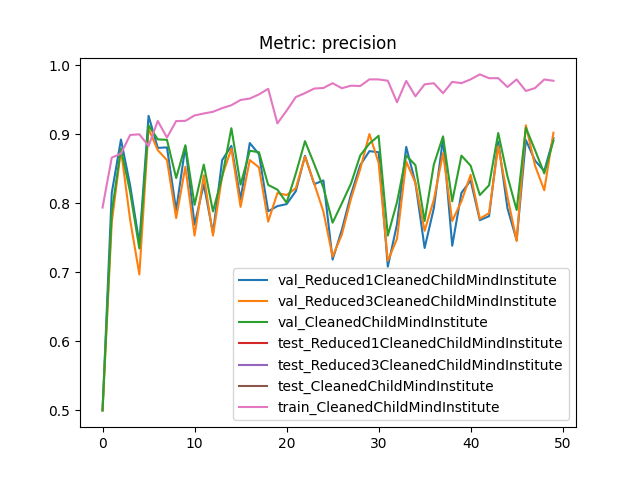 Metric: precision
1.0
0.9
0.8
0.7
0.6
0.5
val_Reduced1CleanedChildMindInstitute
val_Reduced3CleanedChildMindInstitute
val_CleanedChildMindInstitute
test_Reduced1CleanedChildMindInstitute
test_Reduced3CleanedChildMindInstitute
test_CleanedChildMindInstitute
train_CleanedChildMindInstitute
0 10 20 30 40 50